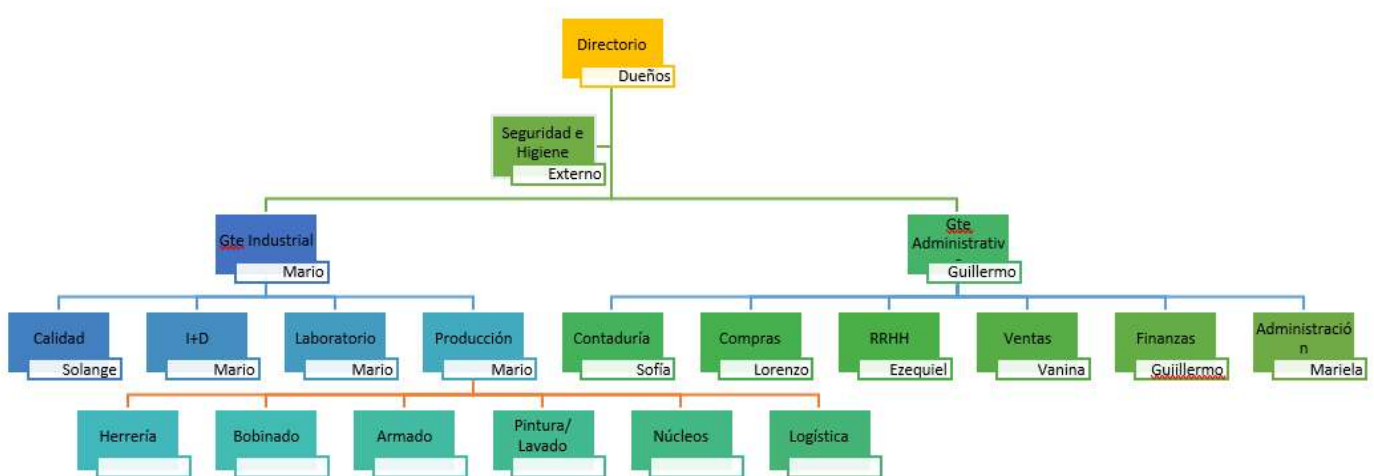 Directorio
Dueños
Seguridad e
Higiene
Externo
Gte Industrial
Mario
Gte
Administrativ
Guillermo
Calidad
Solange
I+D
Mario
Laboratorio
Mario
Producción
Mario
Contaduría
Sofía
Compras
Lorenzo
RRHH
Ezequiel
Ventas
Vanina
Finanzas
Guiillermo
Administració
n
Mariela
Herrería
Bobinado
Armado
Pintura/
Lavado
Núcleos
Logística